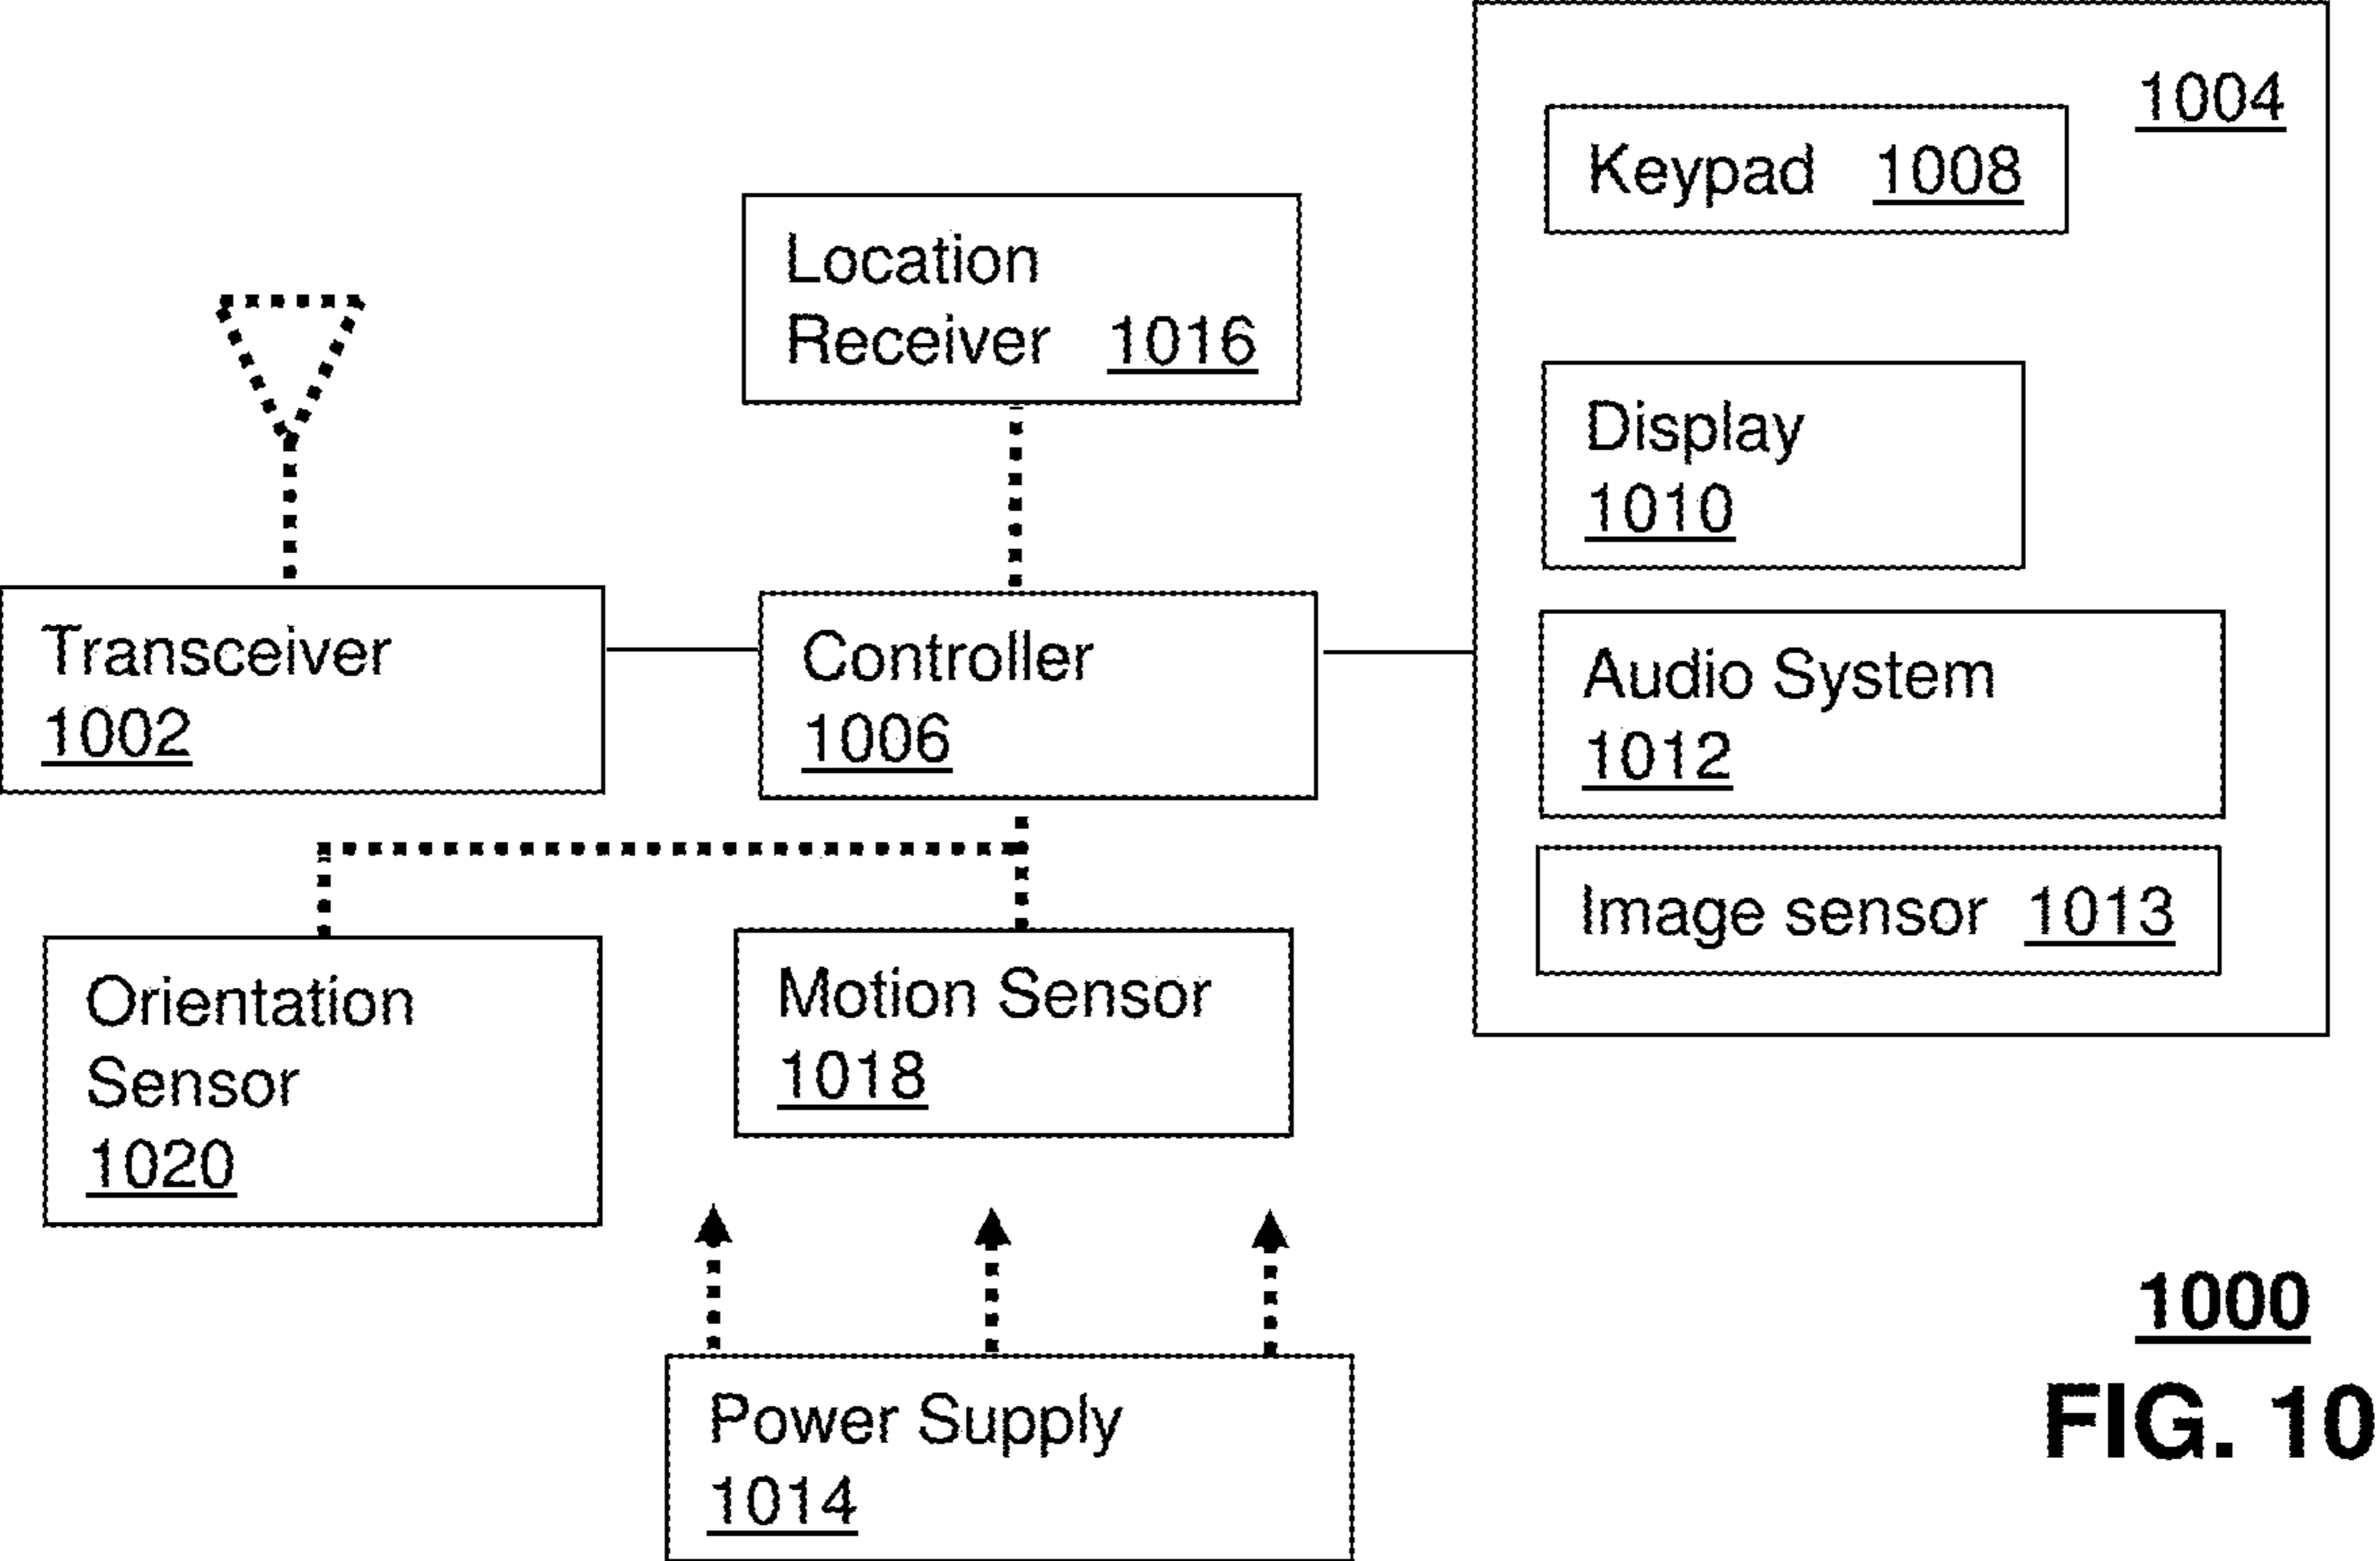 1004
Keypad 1008
Location
Receiver 1016
Display
1010
Transceiver
1002
Controller
1006
Audio System
1012
Image sensor 1013
Orientation
Sensor
1020
Motion Sensor
1018
Power Supply
1014
1000
FIG. 10